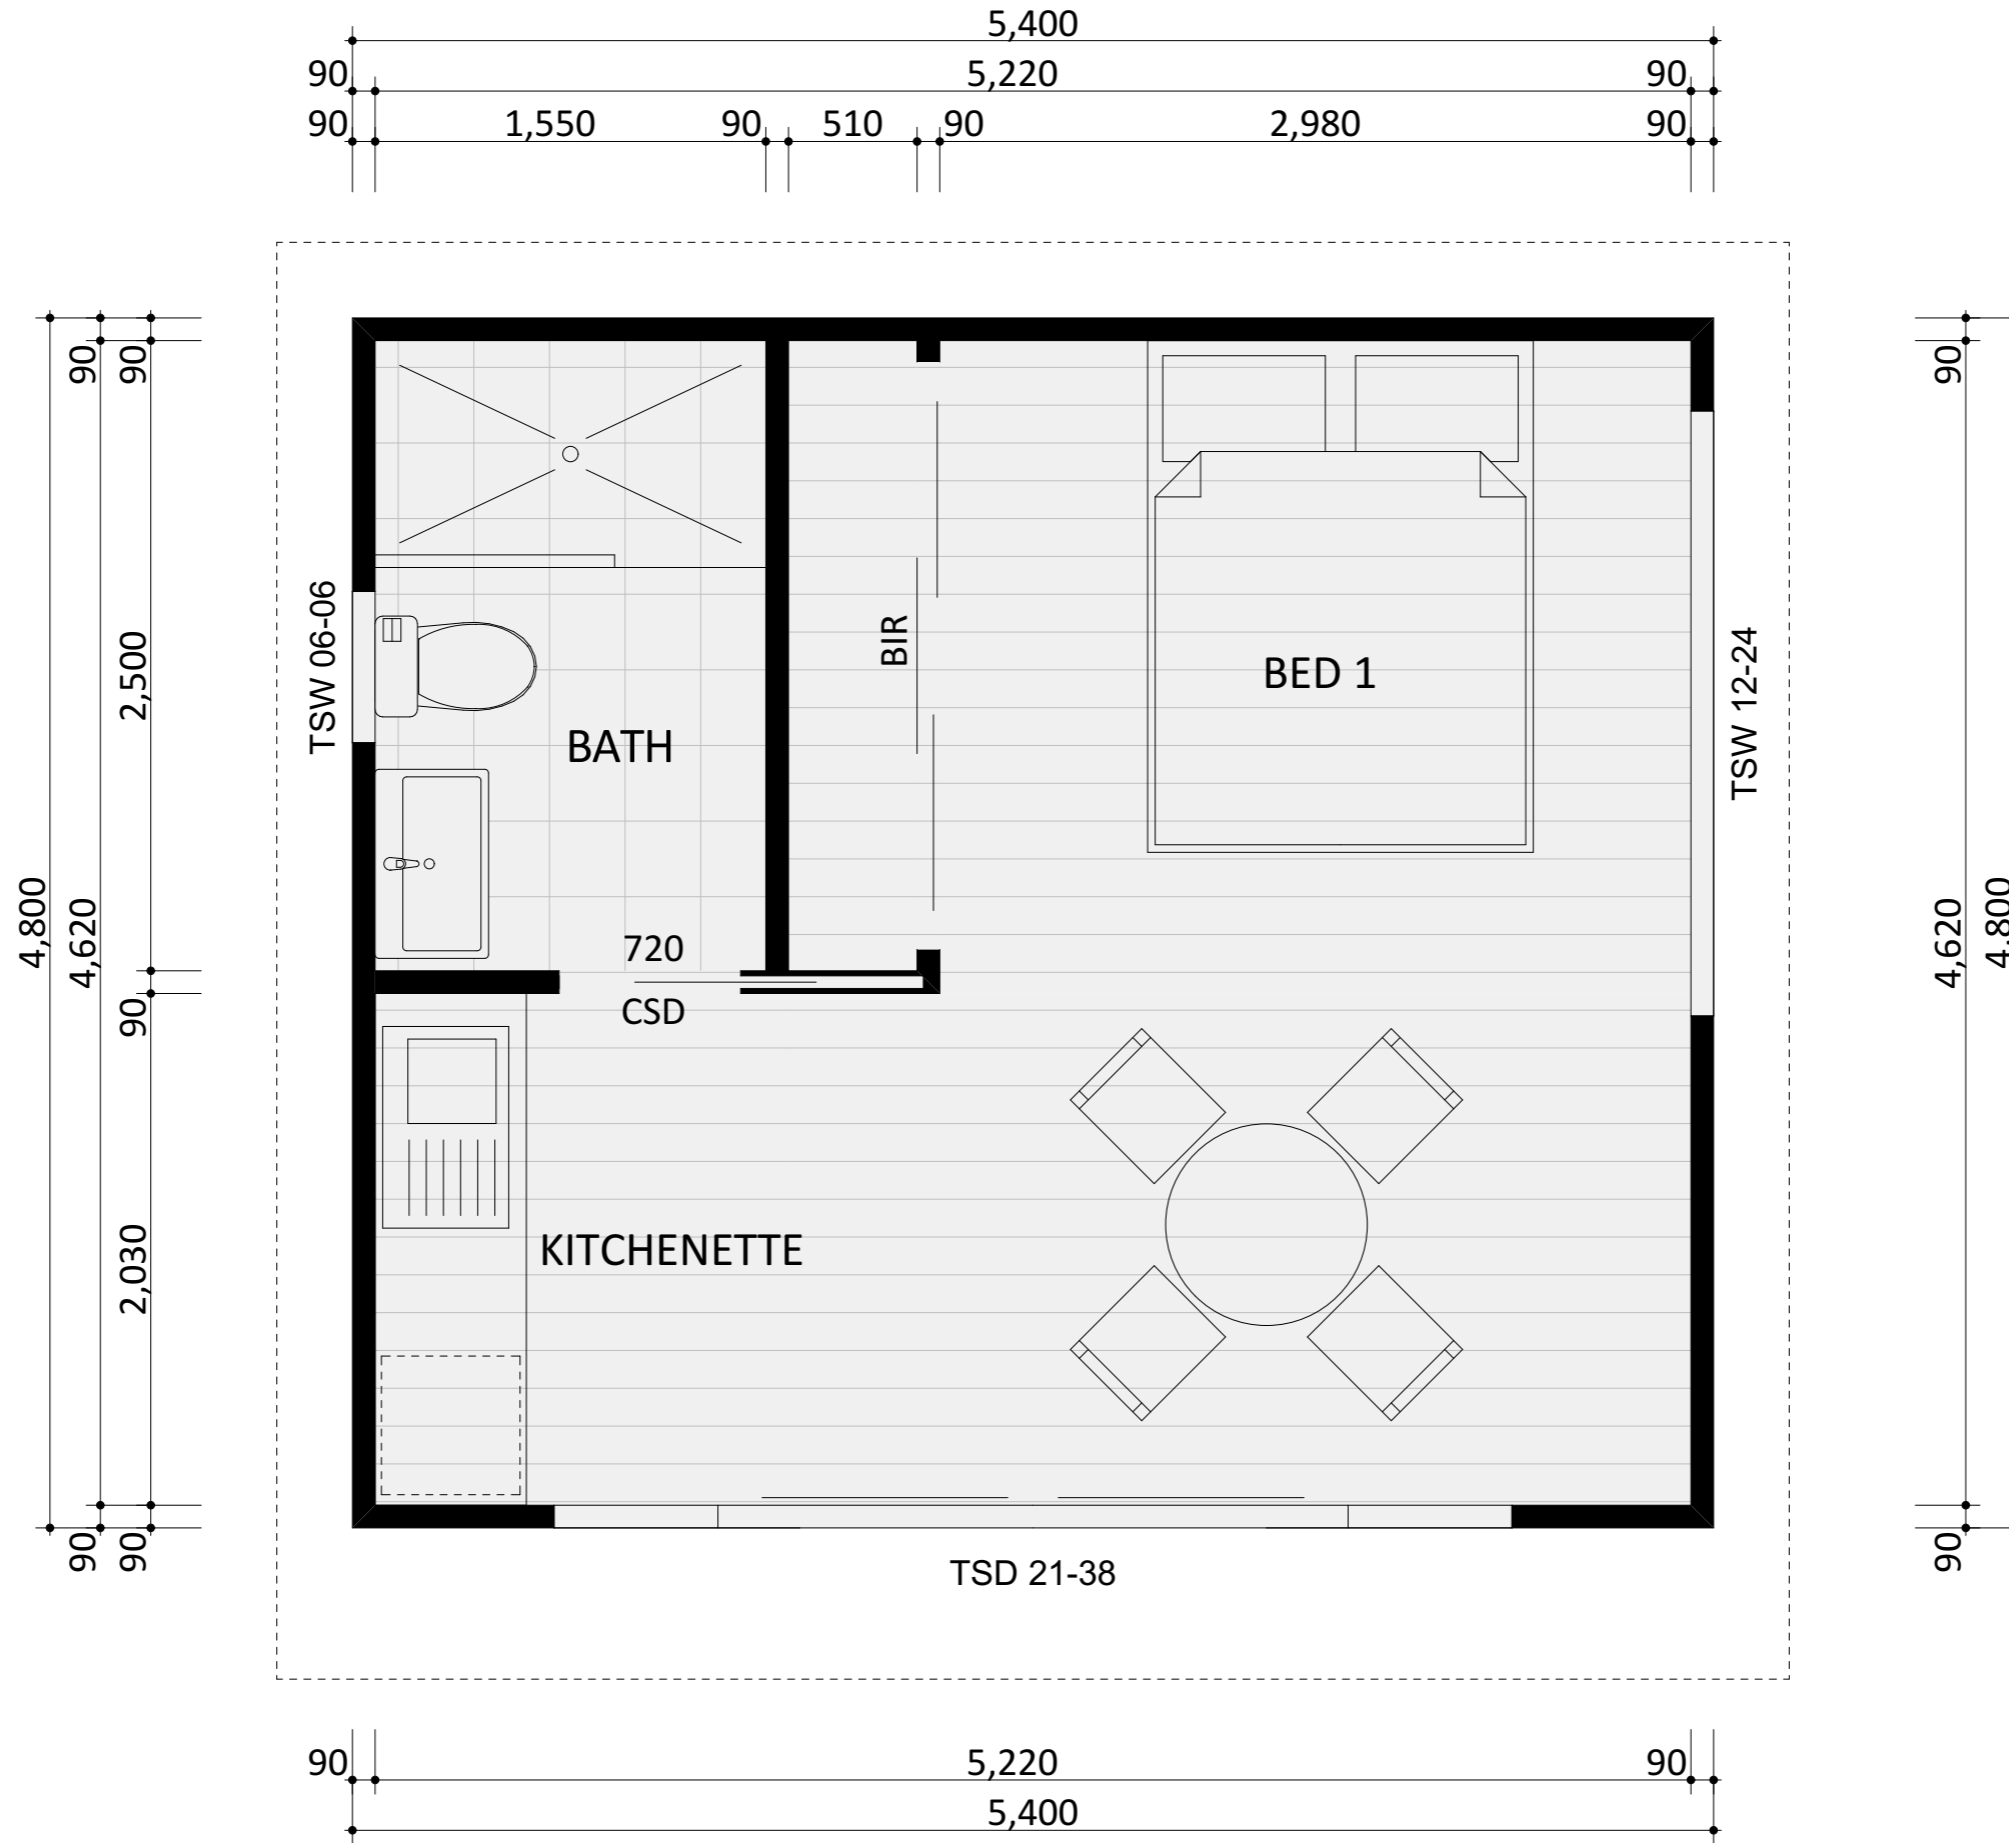 5,400
90 5,220 90
90 1,550 90 510 90 2,980 90
4,800
90 4,620 90
90 2,500 90 2,030 90
TSW 06-06
BATH
720
CSD
BIR
BED 1
TSW 12-24
KITCHENETTE
TSD 21-38
90 4,620 90
4,800
90 5,220 90
5,400